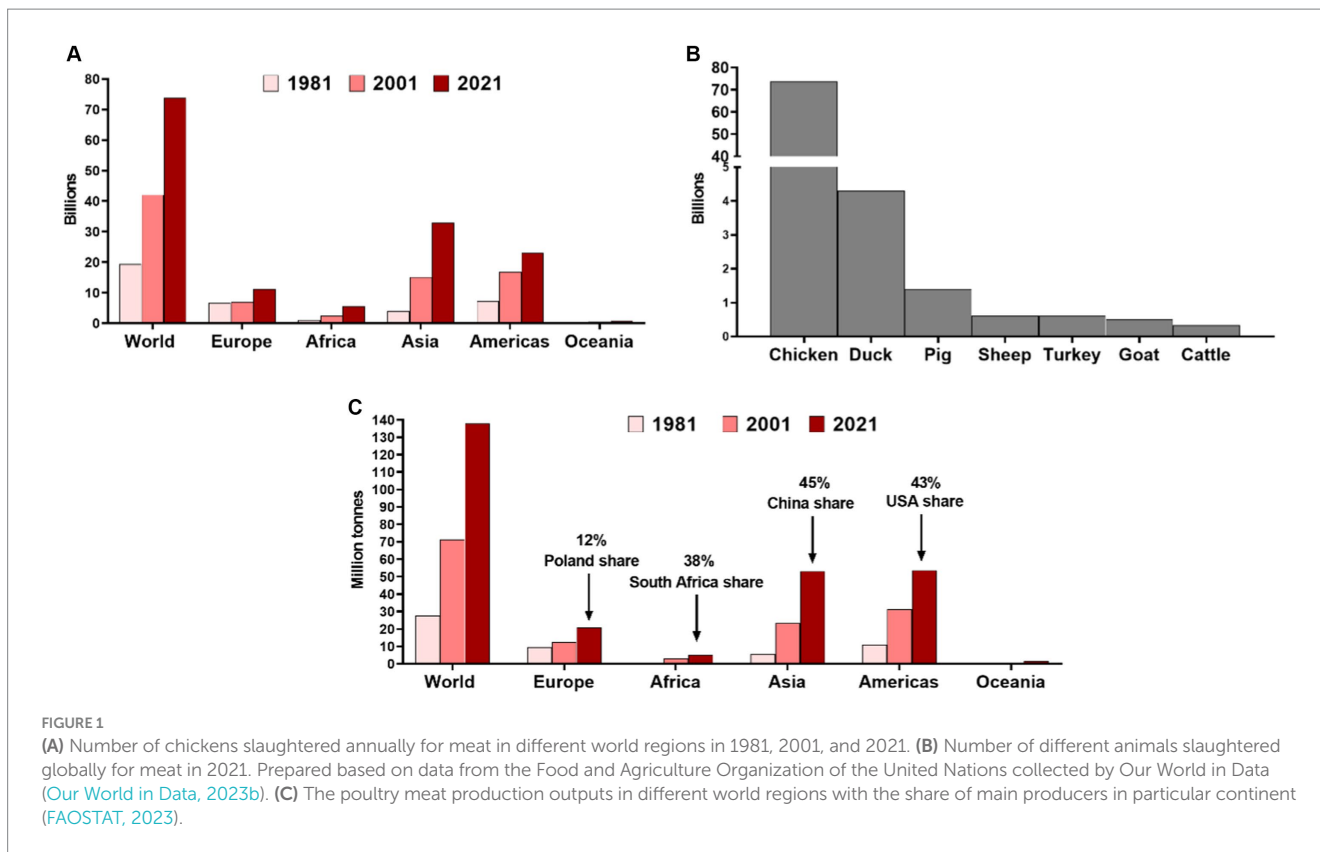 A
1981 2001 2021
Billions
80
70
60
50
40
30
20
10
0
World Europe Africa Asia Americas Oceania
B
Billions
80
70
60
50
40
5
4
3
2
1
0
Chicken Duck Pig Sheep Turkey Goat Cattle
C
1981 2001 2021
Million tonnes
140
130
120
110
100
90
80
70
60
50
40
30
20
10
0
12%
Poland share
38%
South Africa share
45%
China share
43%
USA share
World Europe Africa Asia Americas Oceania
FIGURE 1
(A) Number of chickens slaughtered annually for meat in different world regions in 1981, 2001, and 2021. (B) Number of different animals slaughtered
globally for meat in 2021. Prepared based on data from the Food and Agriculture Organization of the United Nations collected by Our World in Data
(Our World in Data, 2023b). (C) The poultry meat production outputs in different world regions with the share of main producers in particular continent
(FAOSTAT, 2023).